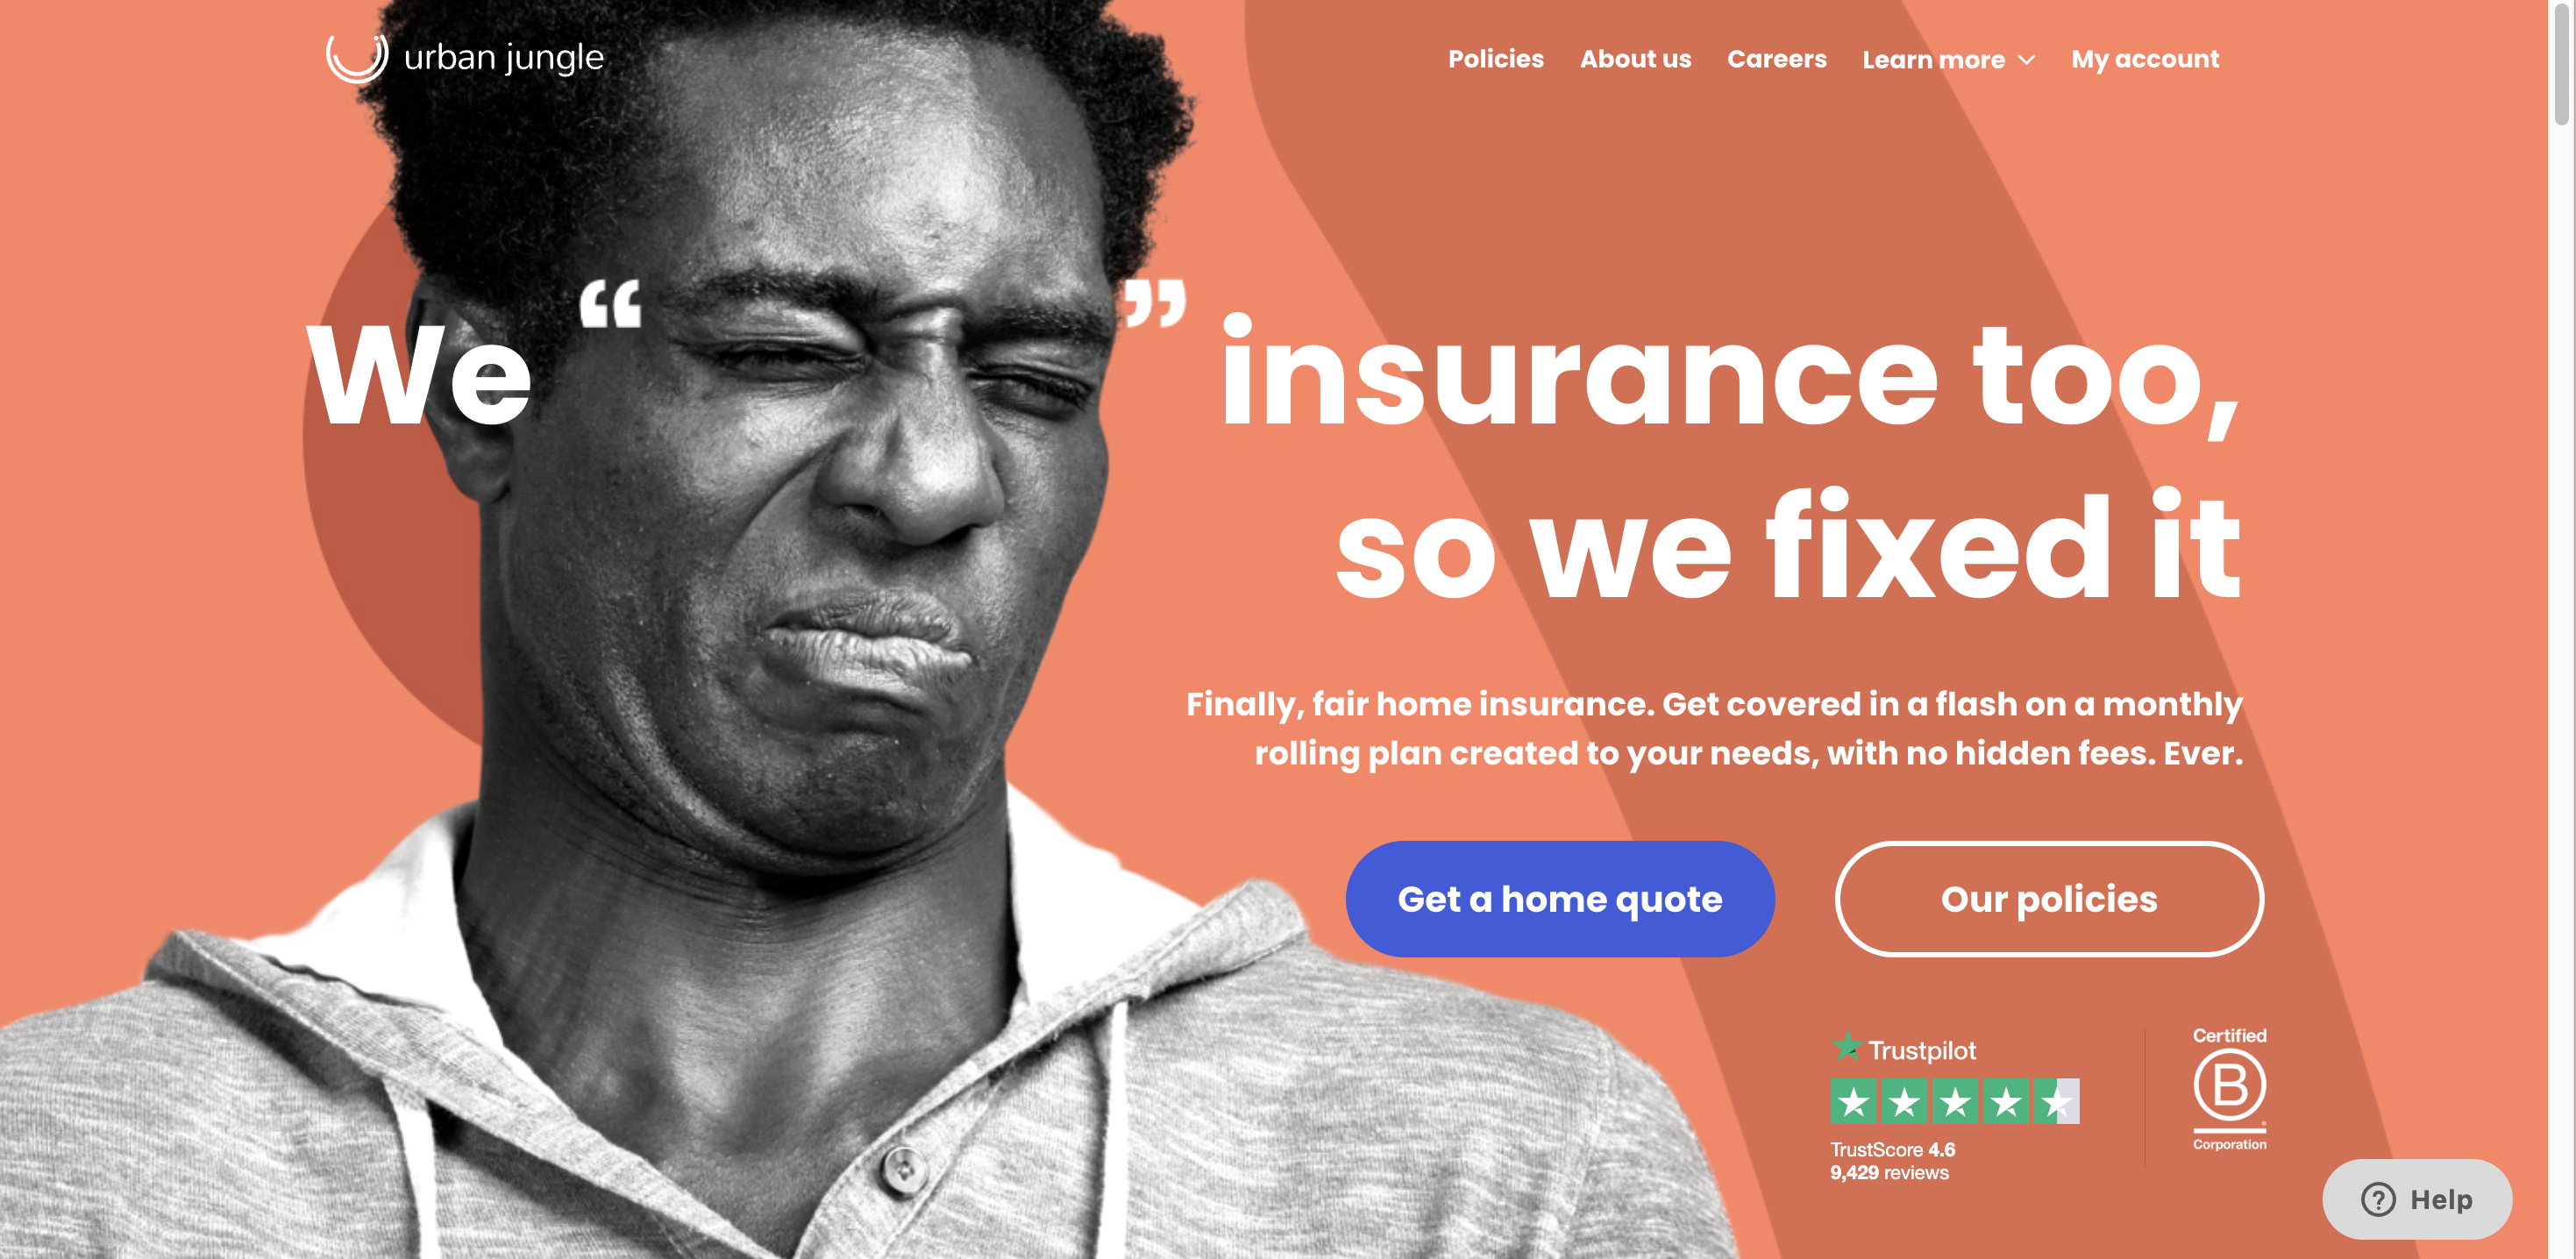 urban jungle
Policies About us Careers Learn more My account
We “ ” insurance too,
so we fixed it
Finally, fair home insurance. Get covered in a flash on a monthly
rolling plan created to your needs, with no hidden fees. Ever.
Get a home quote Our policies
Trustpilot
TrustScore 4.6
9,429 reviews
Certified
B
®
Corporation
? Help